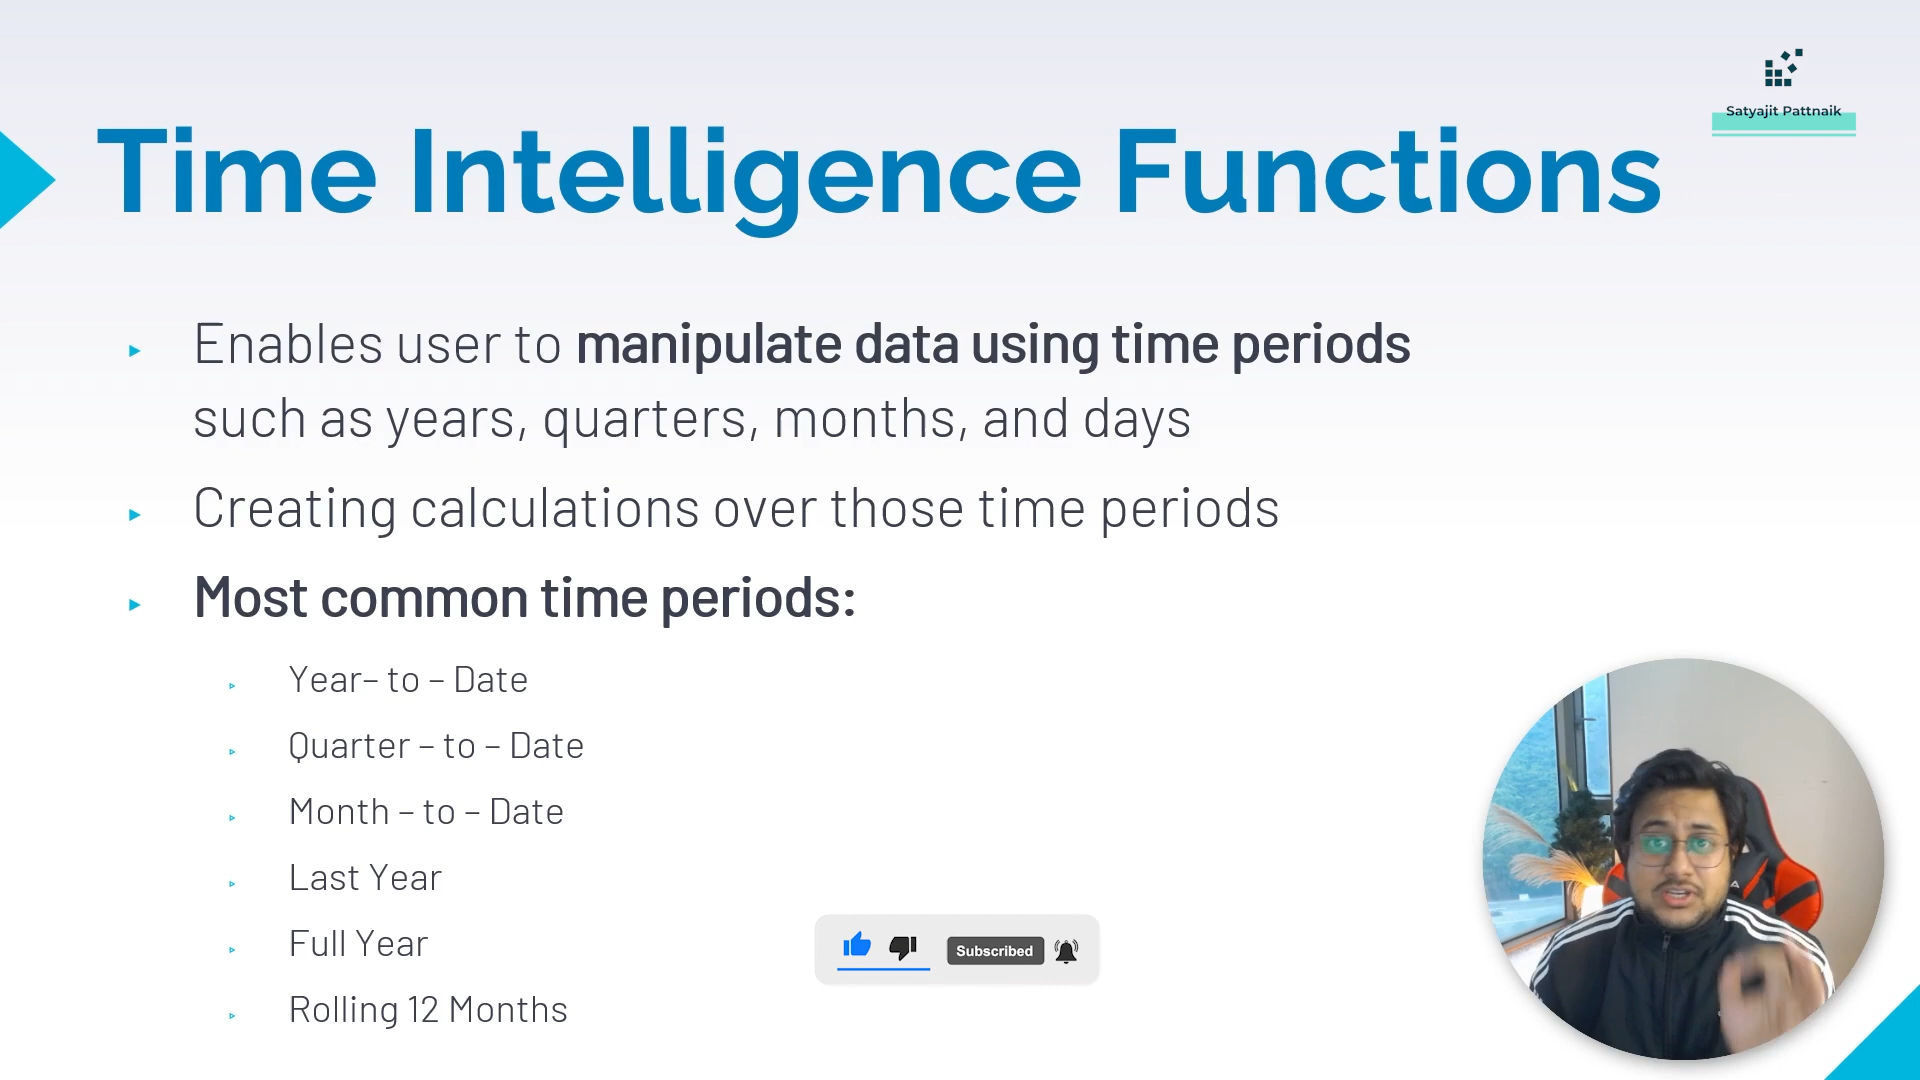 Satyajit Pattnaik
Time Intelligence Functions
Enables user to manipulate data using time periods
such as years, quarters, months, and days
Creating calculations over those time periods
Most common time periods:
Year– to – Date
Quarter – to – Date
Month – to – Date
Last Year
Full Year
Rolling 12 Months
Subscribed